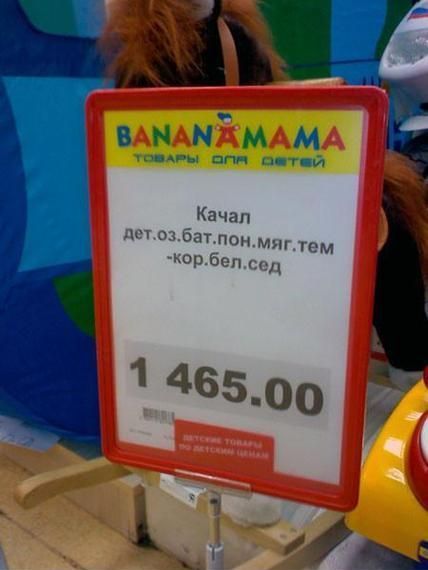 BANANAMAMA
ТОВАРЫ ДЛЯ ДЕТЕЙ
Качал
дет.оз.бат.пон.мяг.тем
-кор.бел.сед
1 465.00
ДЕТСКИЕ ТОВАРЫ
ПО ДЕТСКИМ ЦЕНАМ